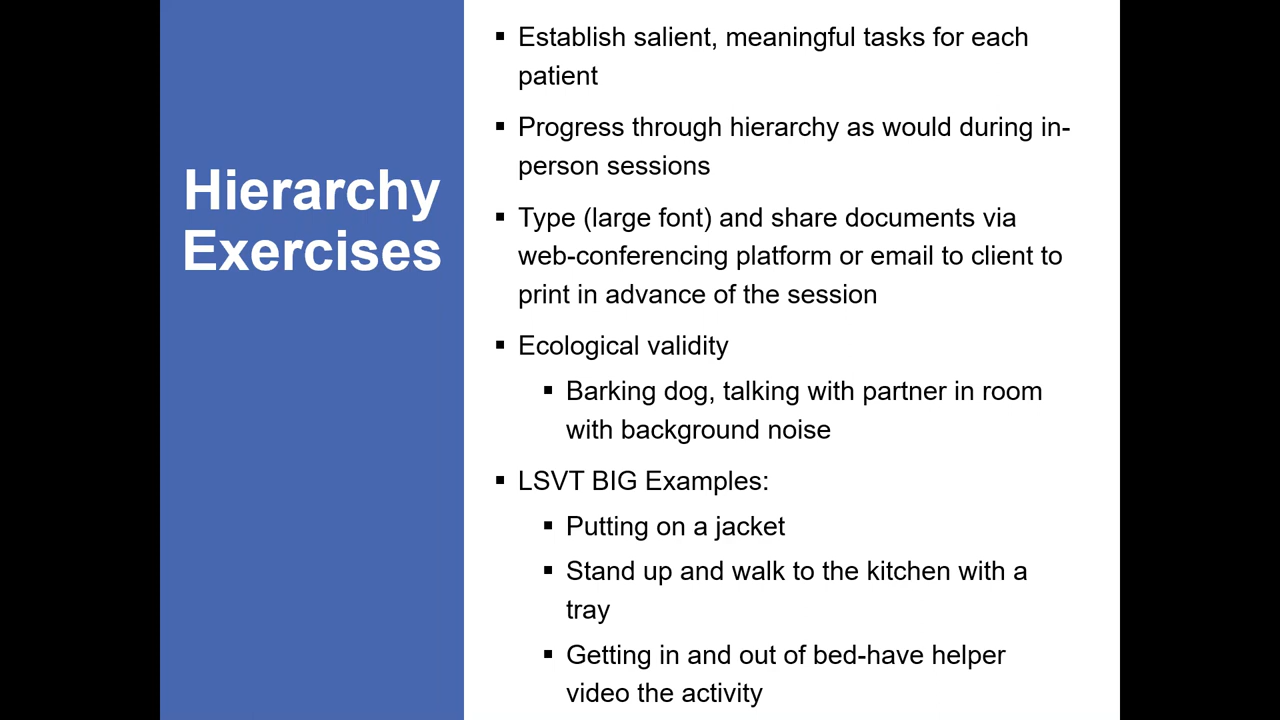 Hierarchy
Exercises
▪ Establish salient, meaningful tasks for each
patient
▪ Progress through hierarchy as would during in-
person sessions
▪ Type (large font) and share documents via
web-conferencing platform or email to client to
print in advance of the session
▪ Ecological validity
▪ Barking dog, talking with partner in room
with background noise
▪ LSVT BIG Examples:
▪ Putting on a jacket
▪ Stand up and walk to the kitchen with a
tray
▪ Getting in and out of bed-have helper
video the activity